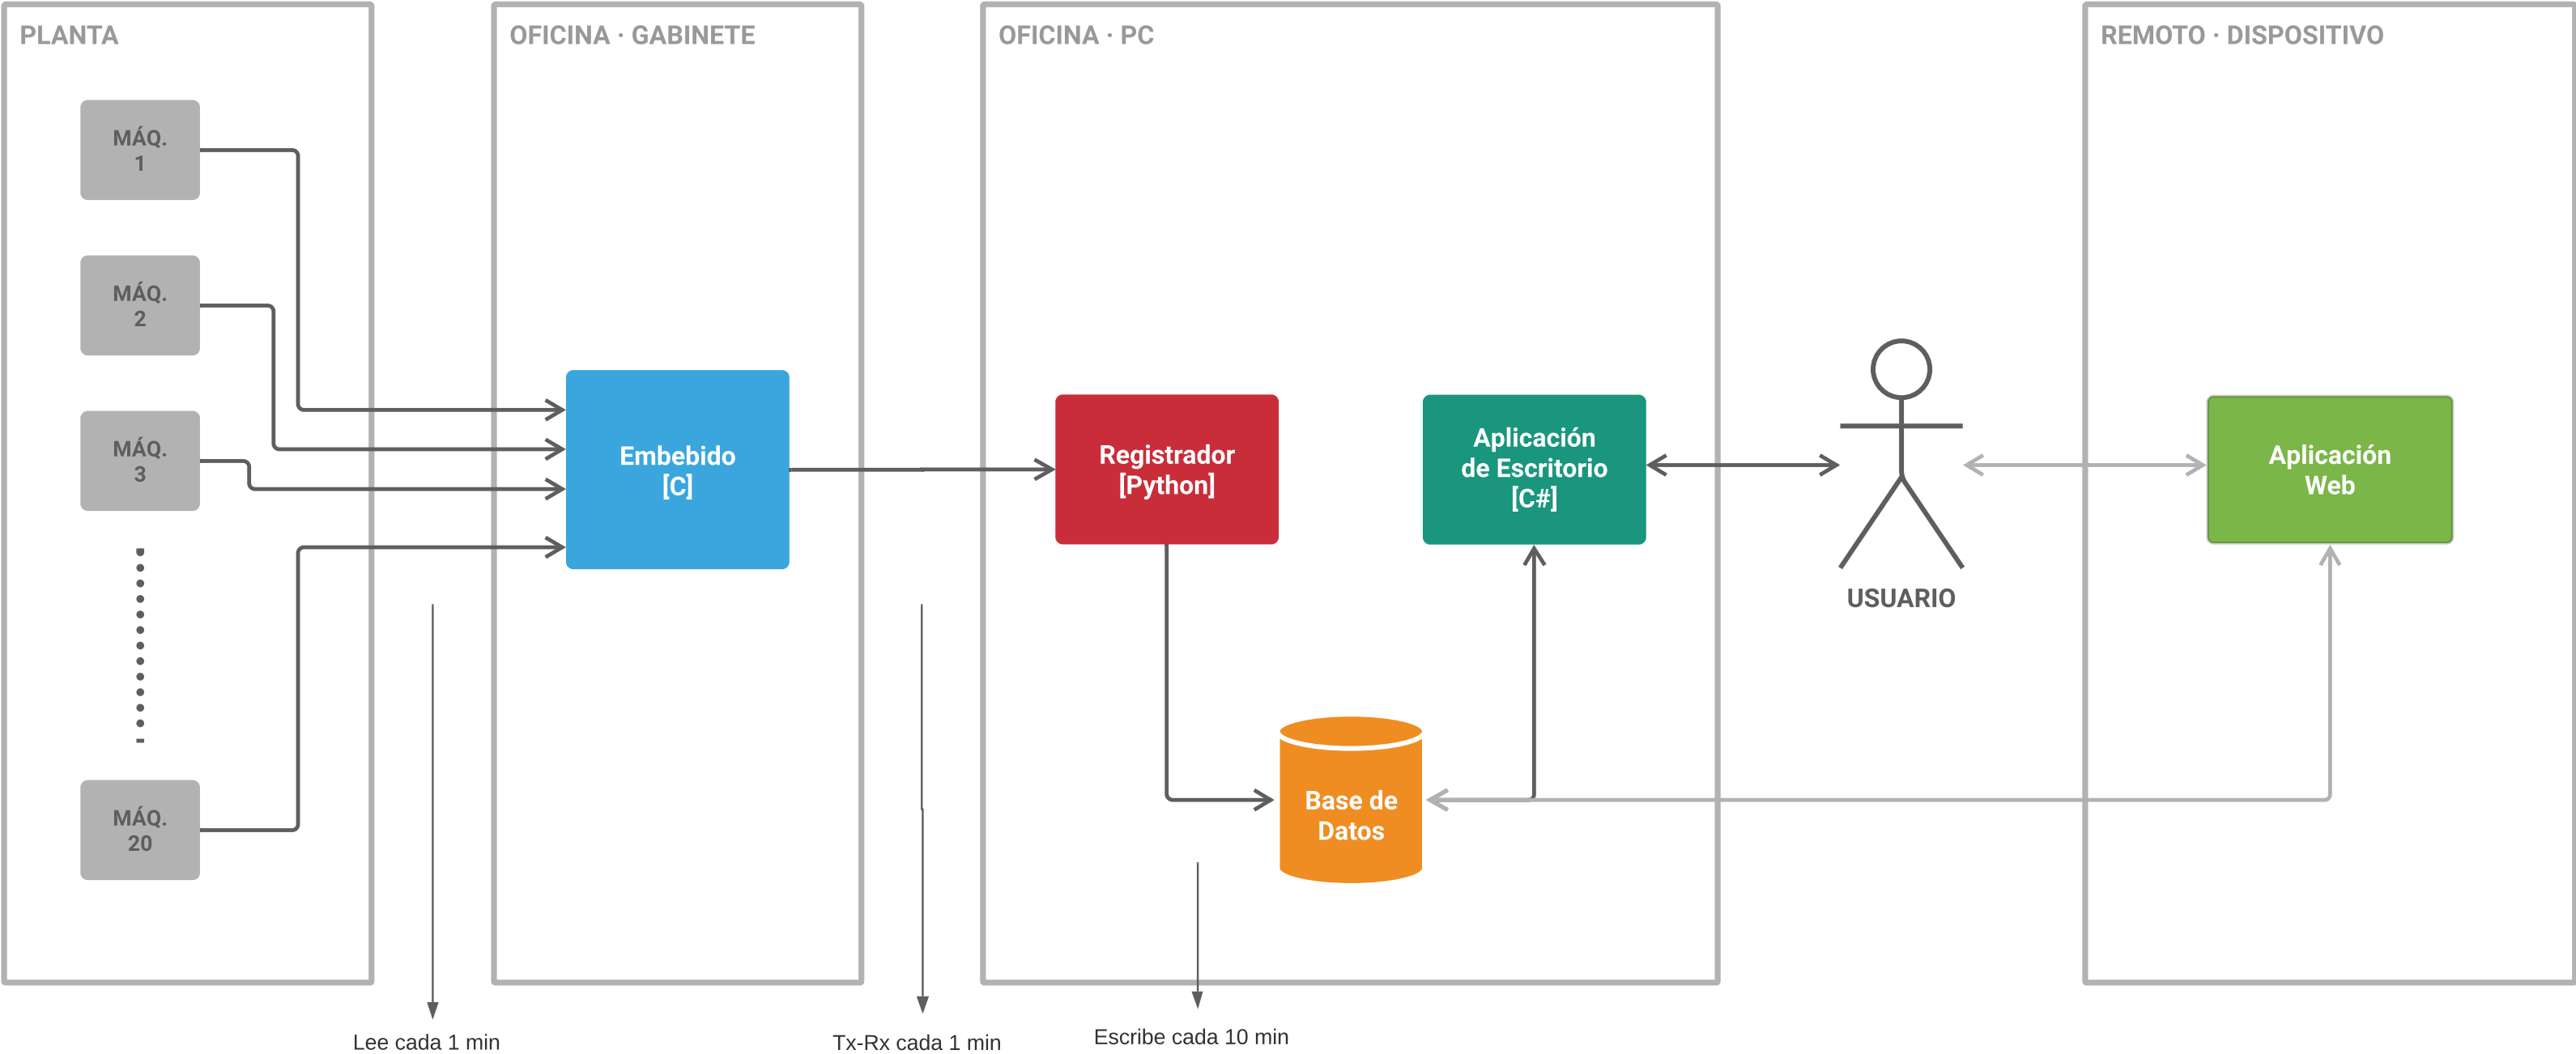 PLANTA
MÁQ.
1
MÁQ.
2
MÁQ.
3
MÁQ.
20
OFICINA · GABINETE
Embebido
[C]
OFICINA · PC
Registrador
[Python]
Aplicación
de Escritorio
[C#]
Base de
Datos
USUARIO
REMOTO · DISPOSITIVO
Aplicación
Web
Lee cada 1 min
Tx-Rx cada 1 min
Escribe cada 10 min